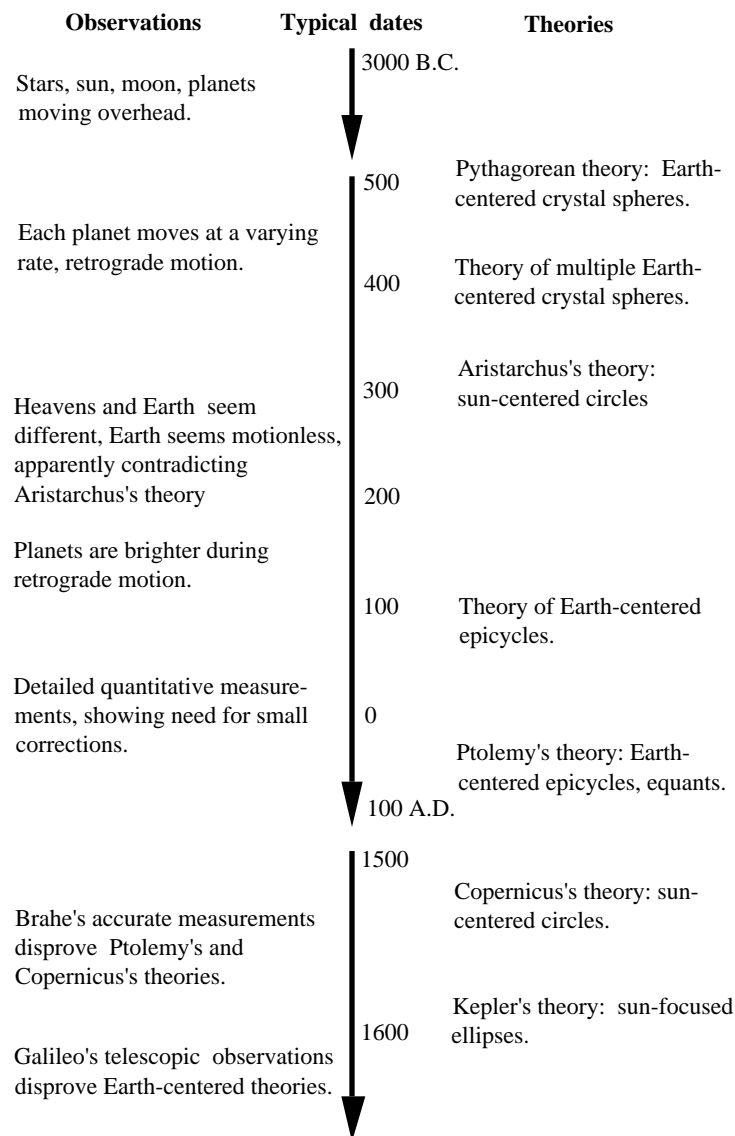 Observations Typical dates Theories
3000 B.C.
Stars, sun, moon, planets
moving overhead.
500
Pythagorean theory: Earth-
centered crystal spheres.
Each planet moves at a varying
rate, retrograde motion.
400
Theory of multiple Earth-
centered crystal spheres.
300
Aristarchus's theory:
sun-centered circles
Heavens and Earth seem
different, Earth seems motionless,
apparently contradicting
Aristarchus's theory
200
Planets are brighter during
retrograde motion.
100
Theory of Earth-centered
epicycles.
Detailed quantitative measure-
ments, showing need for small
corrections.
0
Ptolemy's theory: Earth-
centered epicycles, equants.
100 A.D.
1500
Copernicus's theory: sun-
centered circles.
Brahe's accurate measurements
disprove Ptolemy's and
Copernicus's theories.
1600
Kepler's theory: sun-focused
ellipses.
Galileo's telescopic observations
disprove Earth-centered theories.